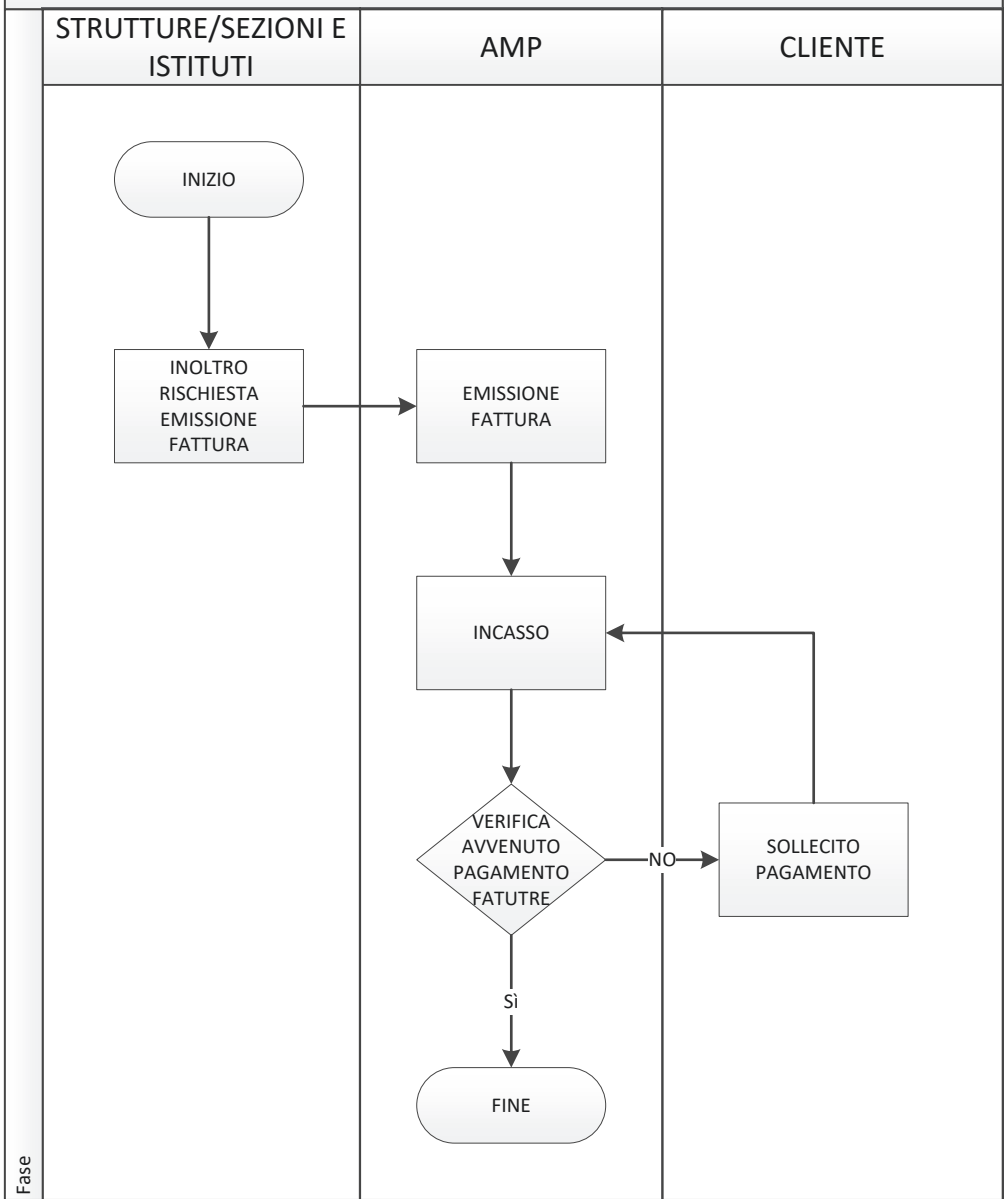 STRUTTURE/SEZIONI E
ISTITUTI
AMP
CLIENTE
INIZIO
INOLTRO
RISCHIESTA
EMISSIONE
FATTURA
EMISSIONE
FATTURA
INCASSO
VERIFICA
AVVENUTO
PAGAMENTO
FATUTRE
NO
SOLLECITO
PAGAMENTO
Sì
FINE
Fase